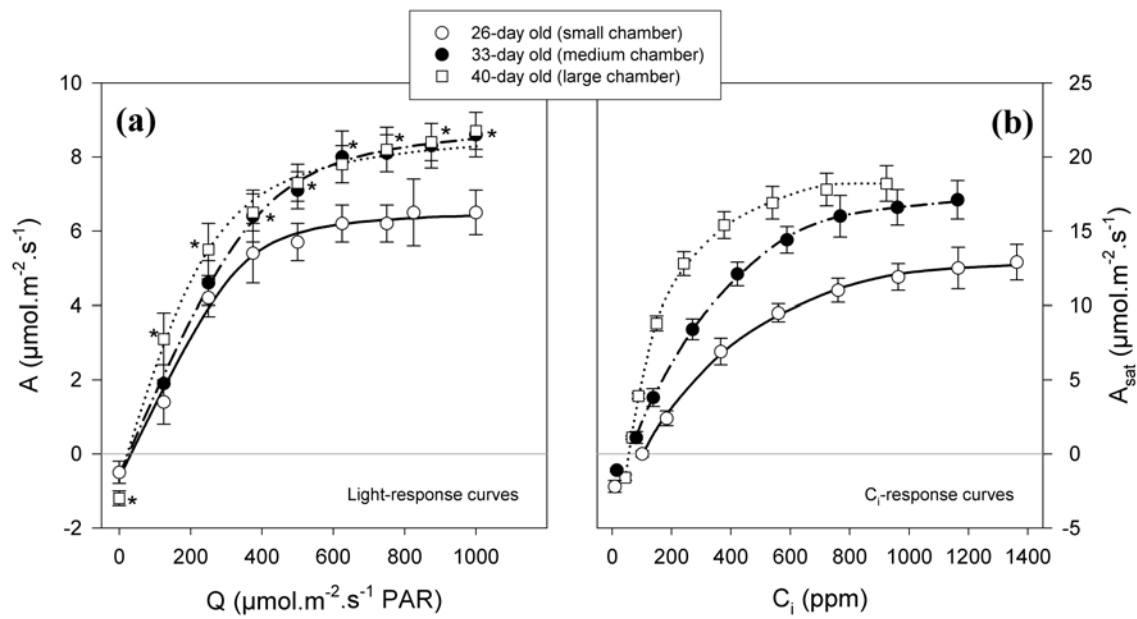 26-day old (small chamber)
33-day old (medium chamber)
40-day old (large chamber)
(a)
10
8
6
4
2
0
-2
A (µmol.m⁻².s⁻¹)
* * * * * * * * * *
Light-response curves
0 200 400 600 800 1000
Q (µmol.m⁻².s⁻¹ PAR)
(b)
25
20
15
10
5
0
-5
A_sat (µmol.m⁻².s⁻¹)
C_i-response curves
0 200 400 600 800 1000 1200 1400
C_i (ppm)